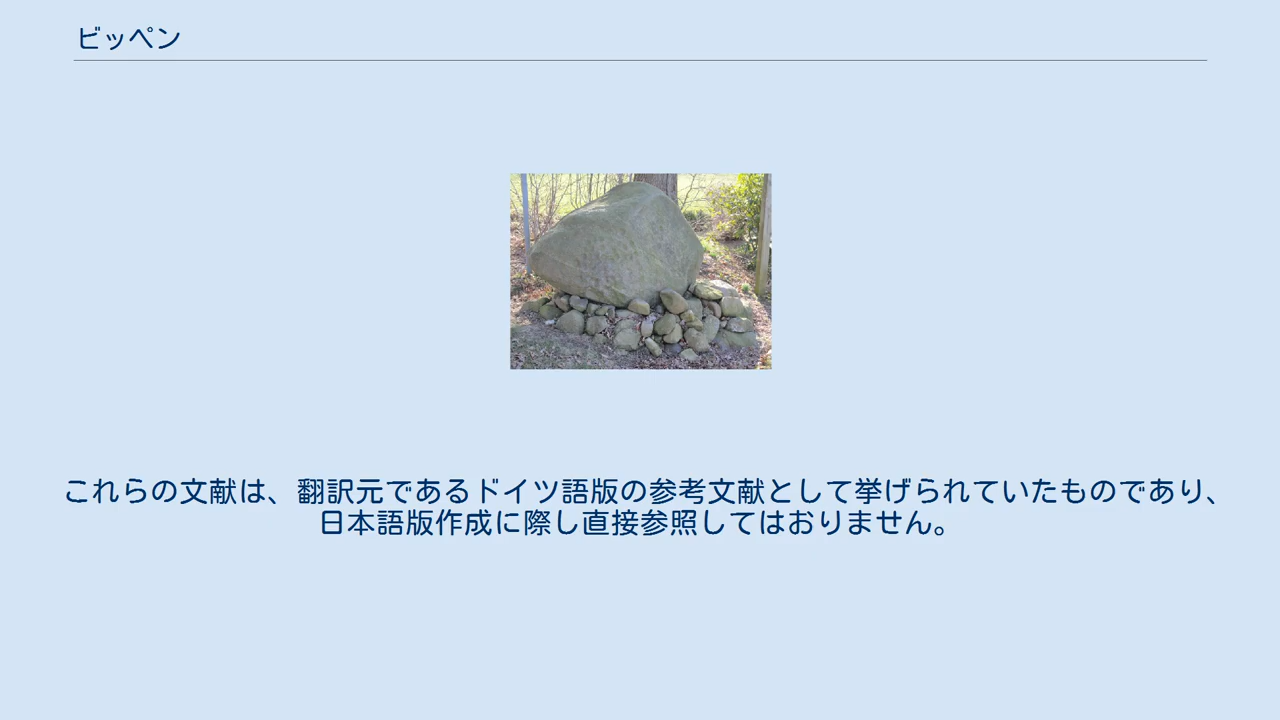 ビッペン
これらの文献は、翻訳元であるドイツ語版の参考文献として挙げられていたものであり、
日本語版作成に際し直接参照してはおりません。